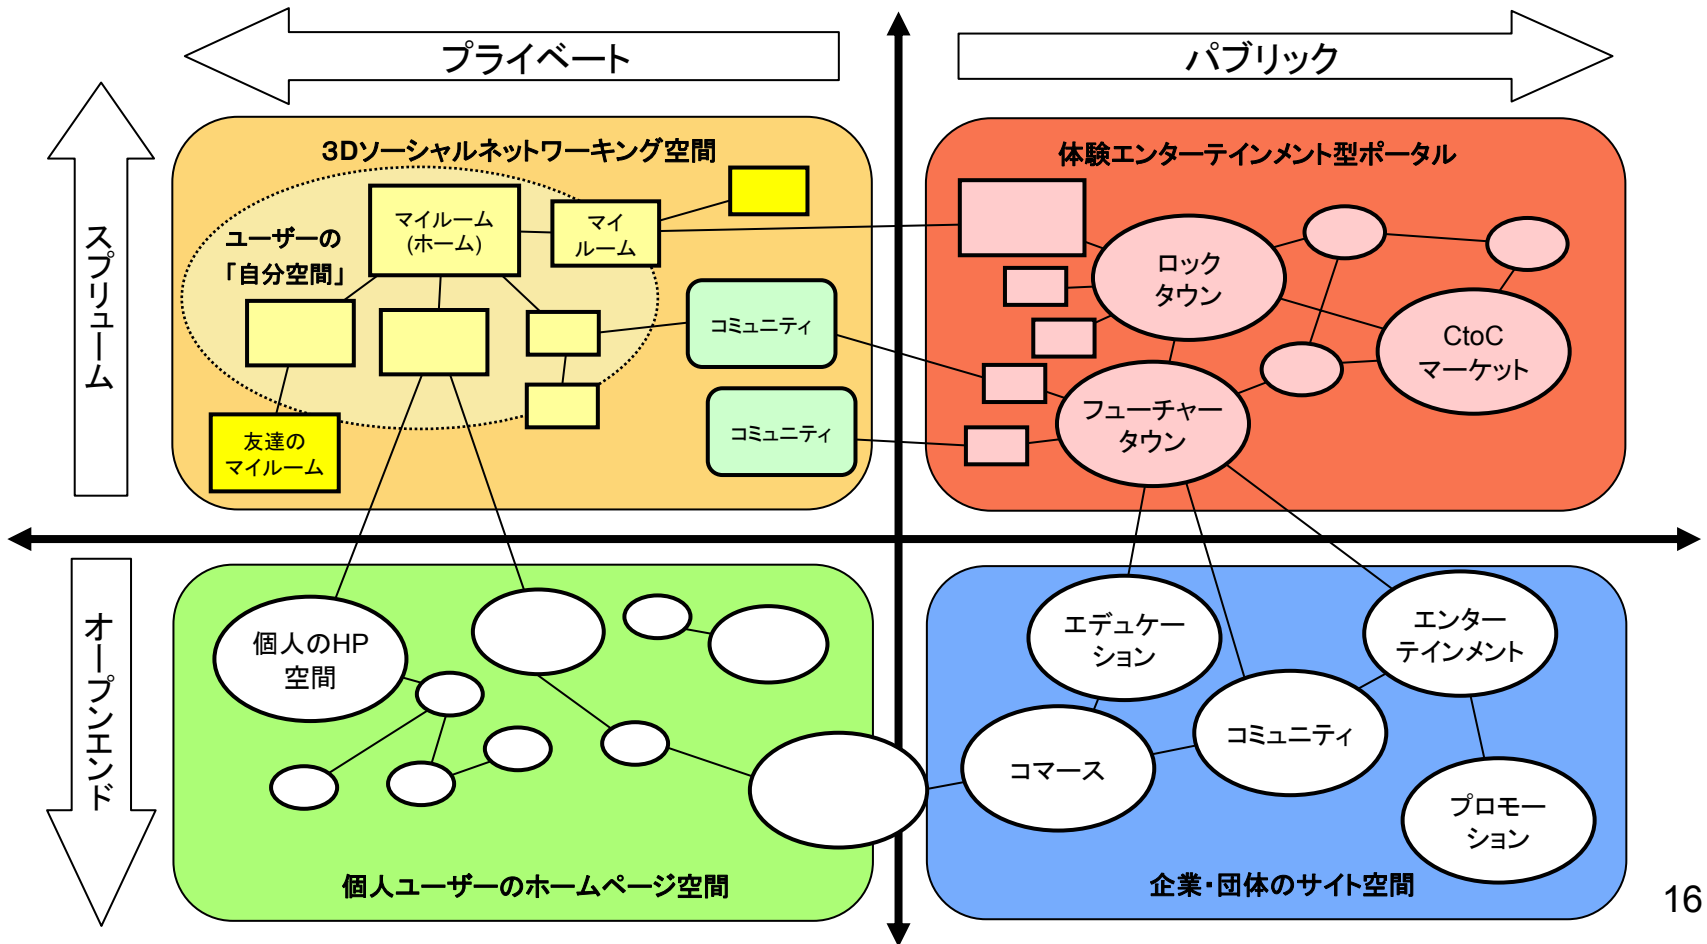 プライベート
パブリック
スプリューム
3Dソーシャルネットワーキング空間
マイルーム
(ホーム)
マイ
ルーム
ユーザーの
「自分空間」
コミュニティ
コミュニティ
友達の
マイルーム
体験エンターテインメント型ポータル
ロック
タウン
CtoC
マーケット
フューチャー
タウン
オープンエンド
個人のHP
空間
個人ユーザーのホームページ空間
エデュケー
ション
エンター
テインメント
コミュニティ
コマース
プロモー
ション
企業・団体のサイト空間
16